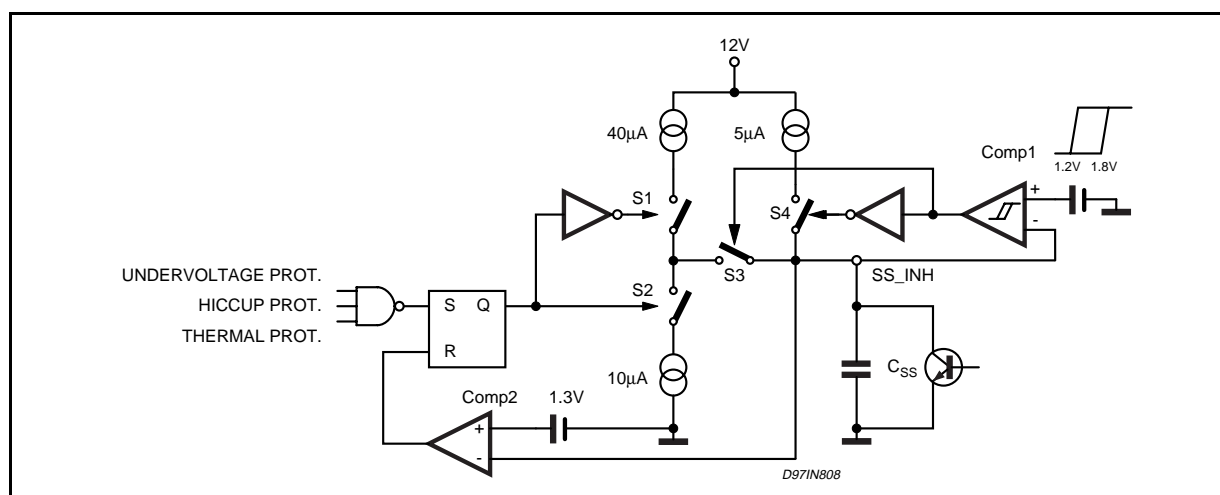 12V
40µA
5µA
Comp1
1.2V
1.8V
+
-
S1
S4
S3
SS_INH
UNDERVOLTAGE PROT.
HICCUP PROT.
THERMAL PROT.
S
Q
R
S2
10µA
CSS
Comp2
1.3V
+
-
D97IN808